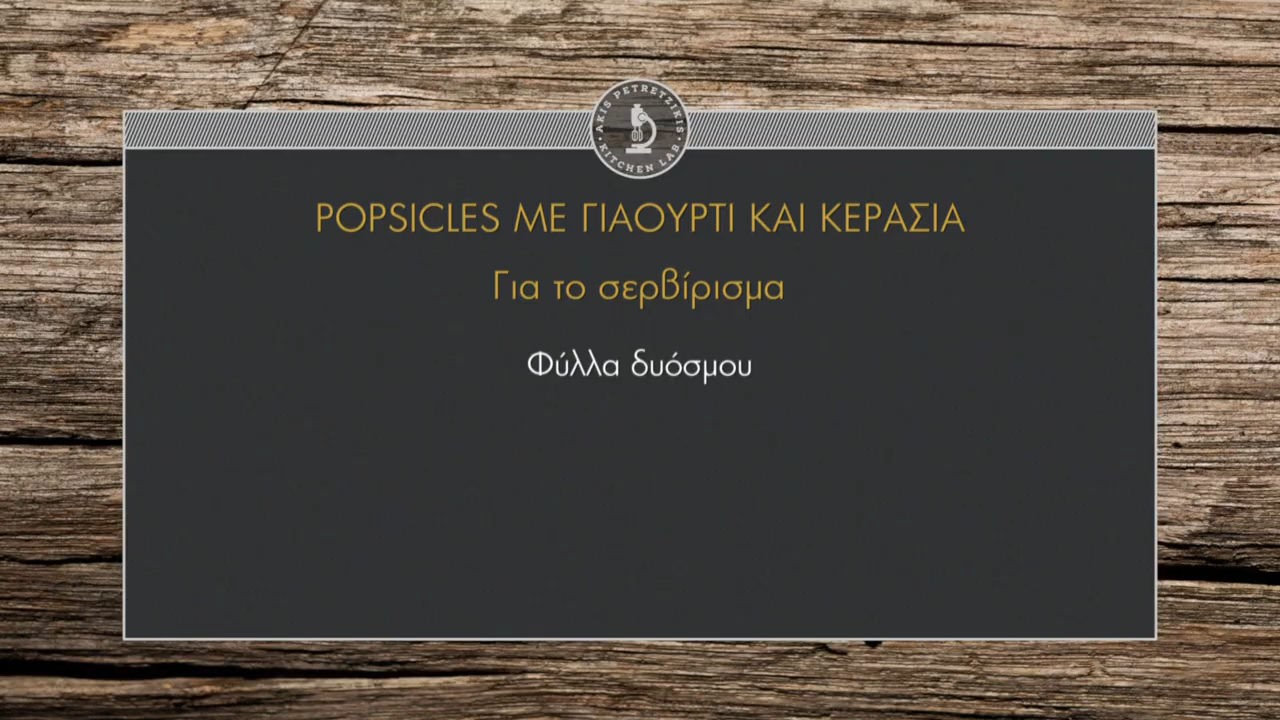 AKIS PETRETZIKIS
KITCHEN LAB
POPSICLES ΜΕ ΓΙΑΟΥΡΤΙ ΚΑΙ ΚΕΡΑΣΙΑ
Για το σερβίρισμα
Φύλλα δυόσμου